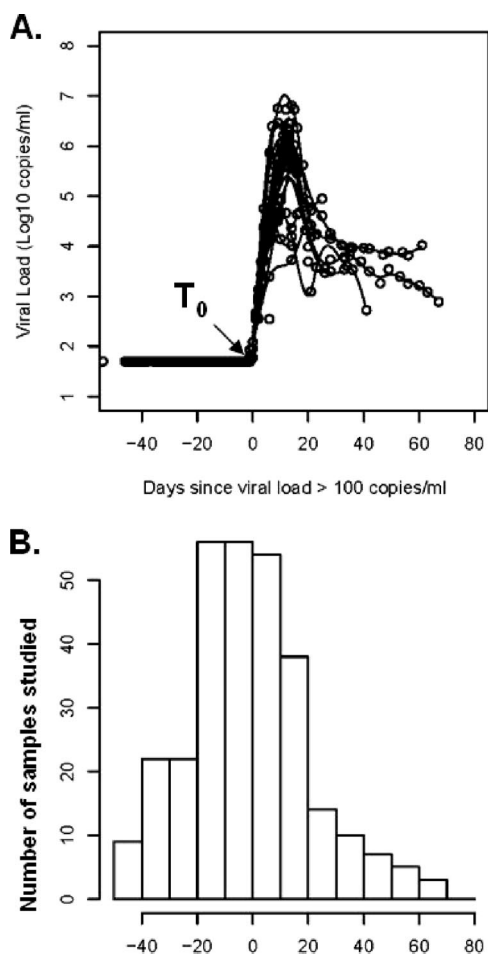 A.
Viral Load (Log10 copies/ml)
8
7
6
5
4
3
2
1
T0
−40 −20 0 20 40 60 80
Days since viral load > 100 copies/ml
B.
Number of samples studied
50
40
30
20
10
0
−40 −20 0 20 40 60 80